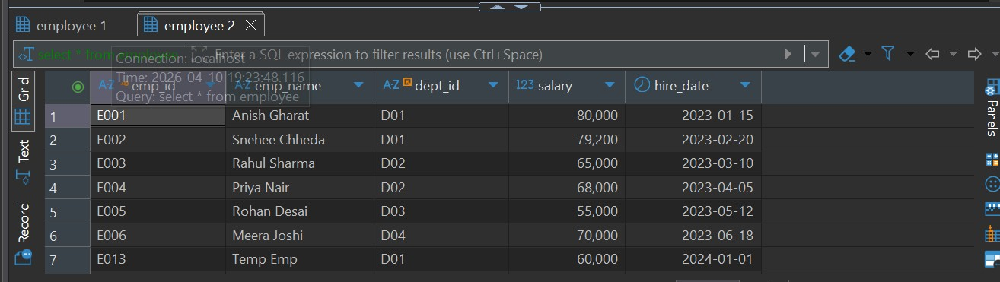 employee 1 employee 2
select * from employee Enter a SQL expression to filter results (use Ctrl+Space)
Connection: localhost
Time: 2026-04-10 19:23:48.116
Query: select * from employee
Grid
Text
Record
A-Z emp_id A-Z emp_name A-Z dept_id 123 salary hire_date
1 E001 Anish Gharat D01 80,000 2023-01-15
2 E002 Snehee Chheda D01 79,200 2023-02-20
3 E003 Rahul Sharma D02 65,000 2023-03-10
4 E004 Priya Nair D02 68,000 2023-04-05
5 E005 Rohan Desai D03 55,000 2023-05-12
6 E006 Meera Joshi D04 70,000 2023-06-18
7 E013 Temp Emp D01 60,000 2024-01-01
Panels